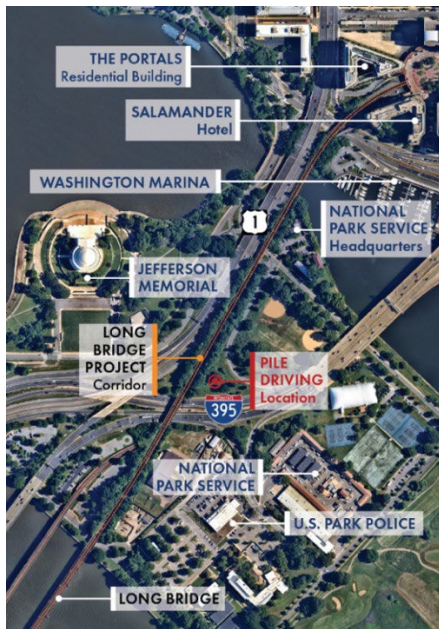 THE PORTALS
Residential Building
SALAMANDER
Hotel
WASHINGTON MARINA
1
NATIONAL
PARK SERVICE
Headquarters
JEFFERSON
MEMORIAL
LONG
BRIDGE
PROJECT
Corridor
PILE
DRIVING
Location
395
NATIONAL
PARK SERVICE
U.S. PARK POLICE
LONG BRIDGE